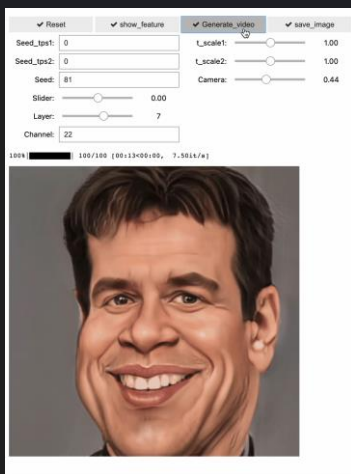 ✔ Reset ✔ show_feature ✔ Generate_video ✔ save_image
Seed_tps1: 0 t_scale1: 1.00
Seed_tps2: 0 t_scale2: 1.00
Seed: 81 Camera: 0.44
Slider: 0.00
Layer: 7
Channel: 22
100% 100/100 [00:13<00:00, 7.50it/s]